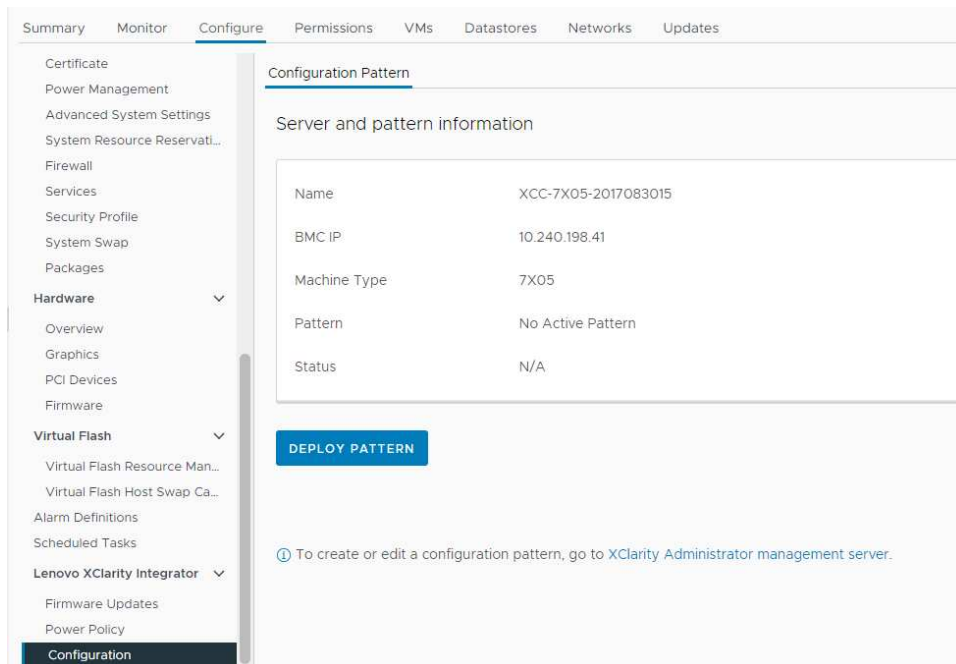 Summary Monitor Configure Permissions VMs Datastores Networks Updates
Certificate
Power Management
Advanced System Settings
System Resource Reservati...
Firewall
Services
Security Profile
System Swap
Packages
Hardware
Overview
Graphics
PCI Devices
Firmware
Virtual Flash
Virtual Flash Resource Man...
Virtual Flash Host Swap Ca...
Alarm Definitions
Scheduled Tasks
Lenovo XClarity Integrator
Firmware Updates
Power Policy
Configuration
Configuration Pattern
Server and pattern information
Name XCC-7X05-2017083015
BMC IP 10.240.198.41
Machine Type 7X05
Pattern No Active Pattern
Status N/A
DEPLOY PATTERN
To create or edit a configuration pattern, go to XClarity Administrator management server.